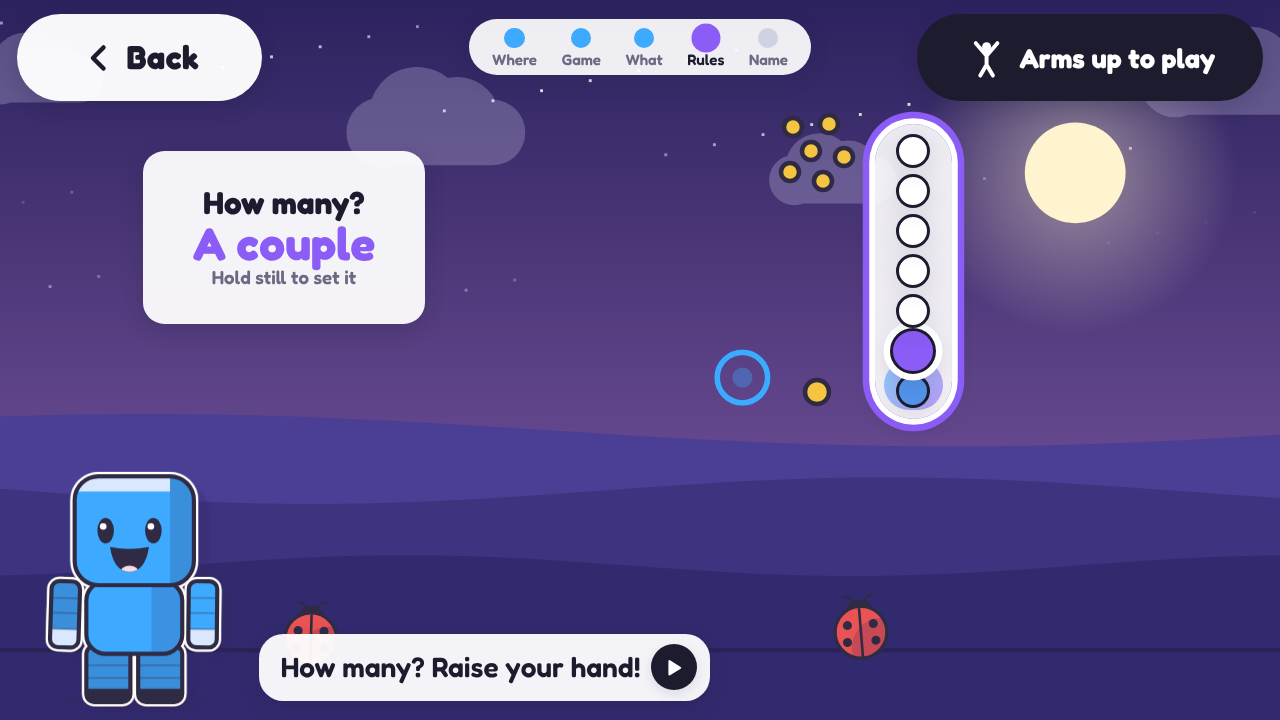 Back
Where
Game
What
Rules
Name
Arms up to play
How many?
A couple
Hold still to set it
How many? Raise your hand!